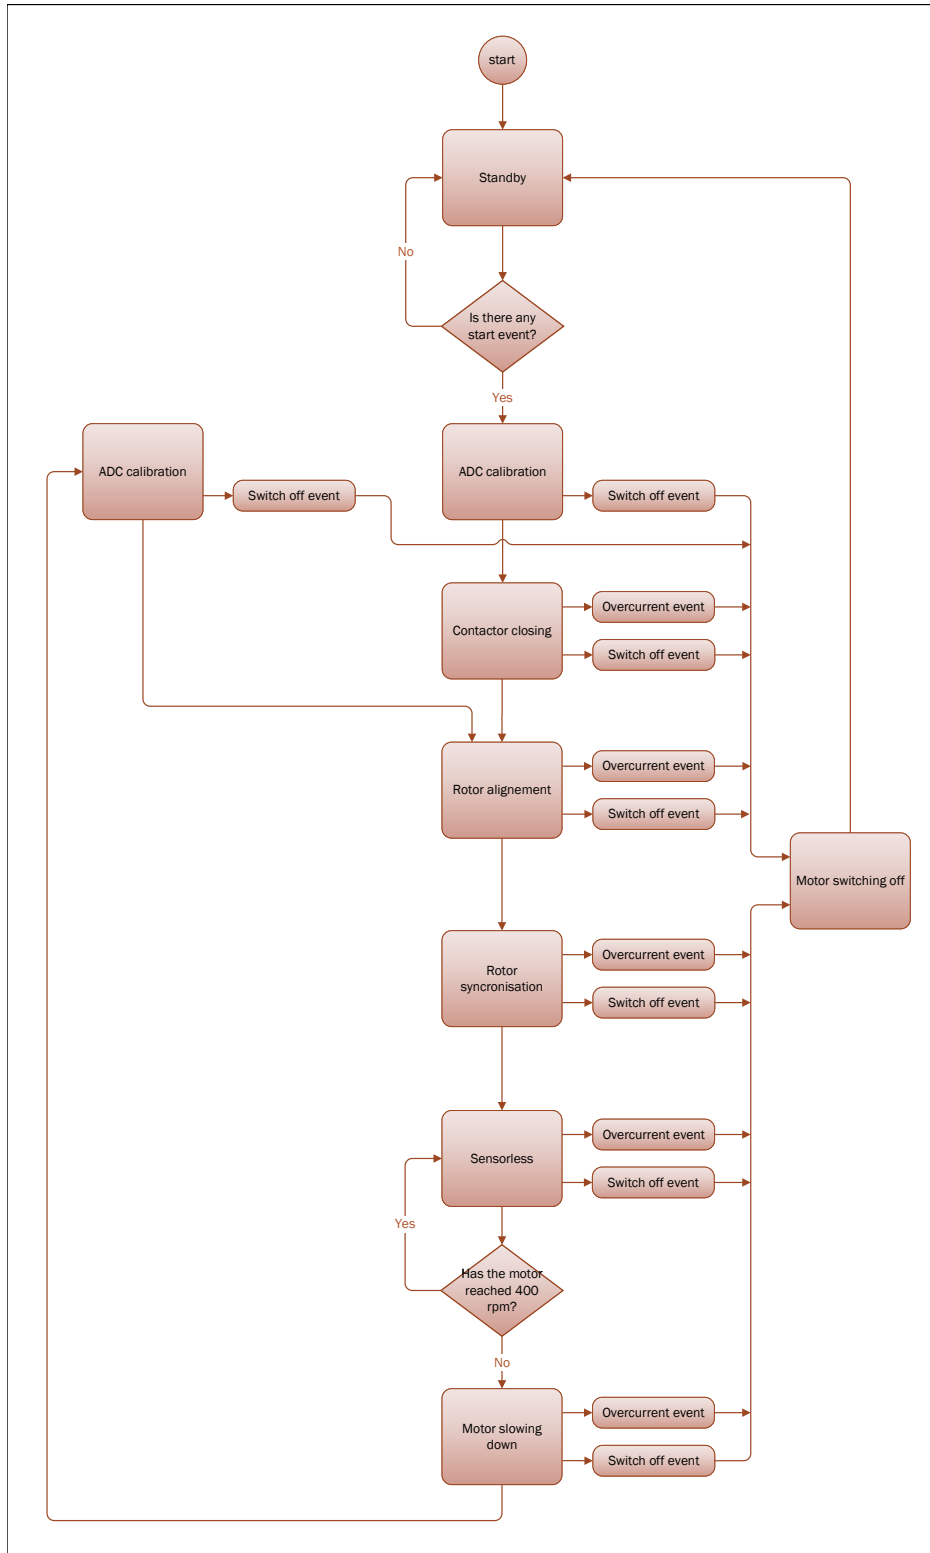 start
Standby
No
Is there any
start event?
Yes
ADC calibration
Switch off event
ADC calibration
Switch off event
Contactor closing
Overcurrent event
Switch off event
Rotor alignement
Overcurrent event
Switch off event
Motor switching off
Rotor
syncronisation
Overcurrent event
Switch off event
Sensorless
Overcurrent event
Switch off event
Yes
Has the motor
reached 400
rpm?
No
Motor slowing
down
Overcurrent event
Switch off event